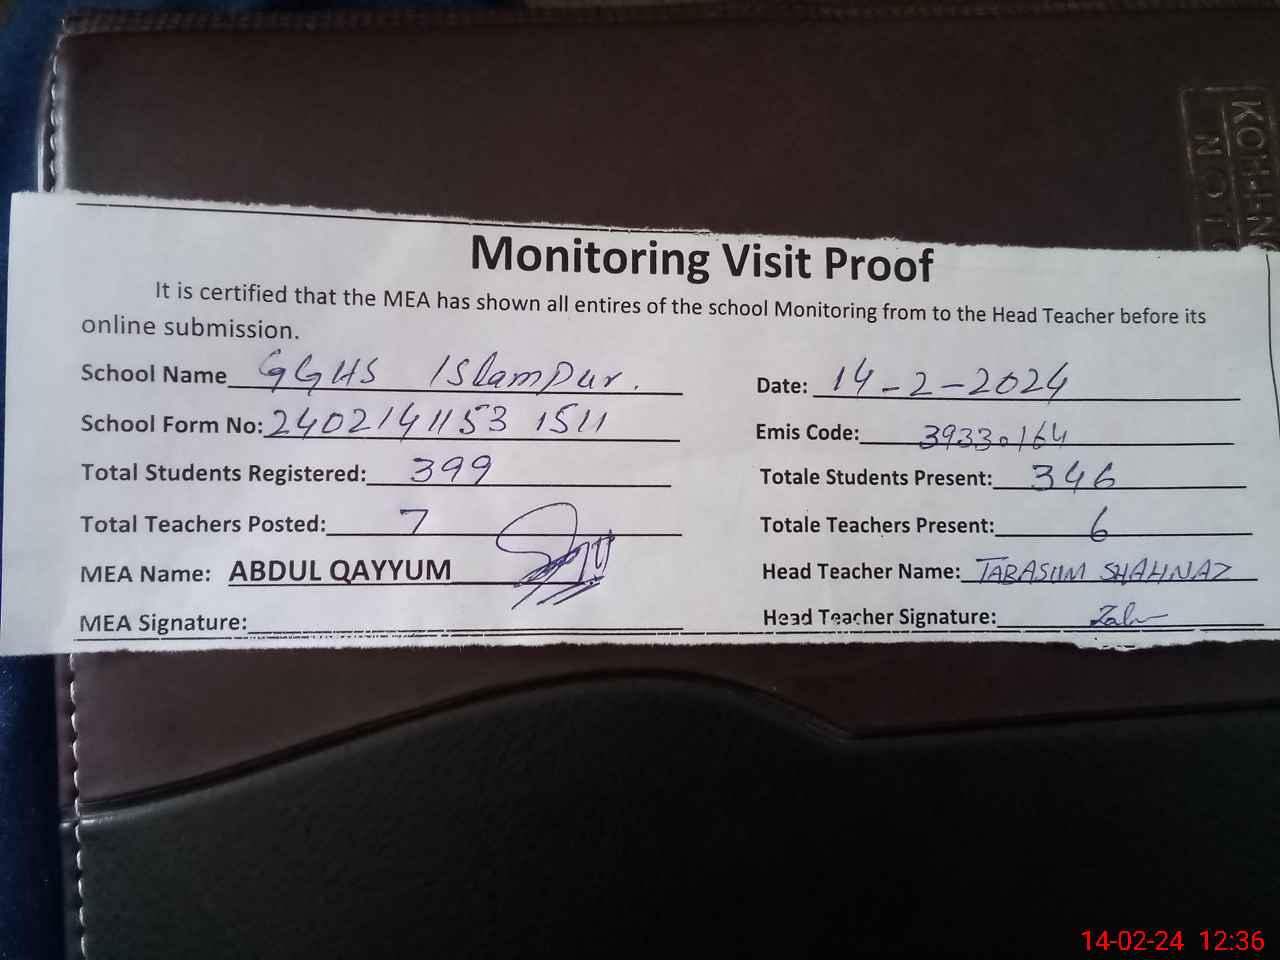 KOH-I-NO
NOT
Monitoring Visit Proof
It is certified that the MEA has shown all entires of the school Monitoring from to the Head Teacher before its
online submission.
School Name GGHS Islampur. Date: 14-2-2024
School Form No: 24021411531511 Emis Code: 39330164
Total Students Registered: 399 Totale Students Present: 346
Total Teachers Posted: 7 Totale Teachers Present: 6
MEA Name: ABDUL QAYYUM Head Teacher Name: TABASUM SHAHNAZ
MEA Signature: Head Teacher Signature:
14-02-24 12:36